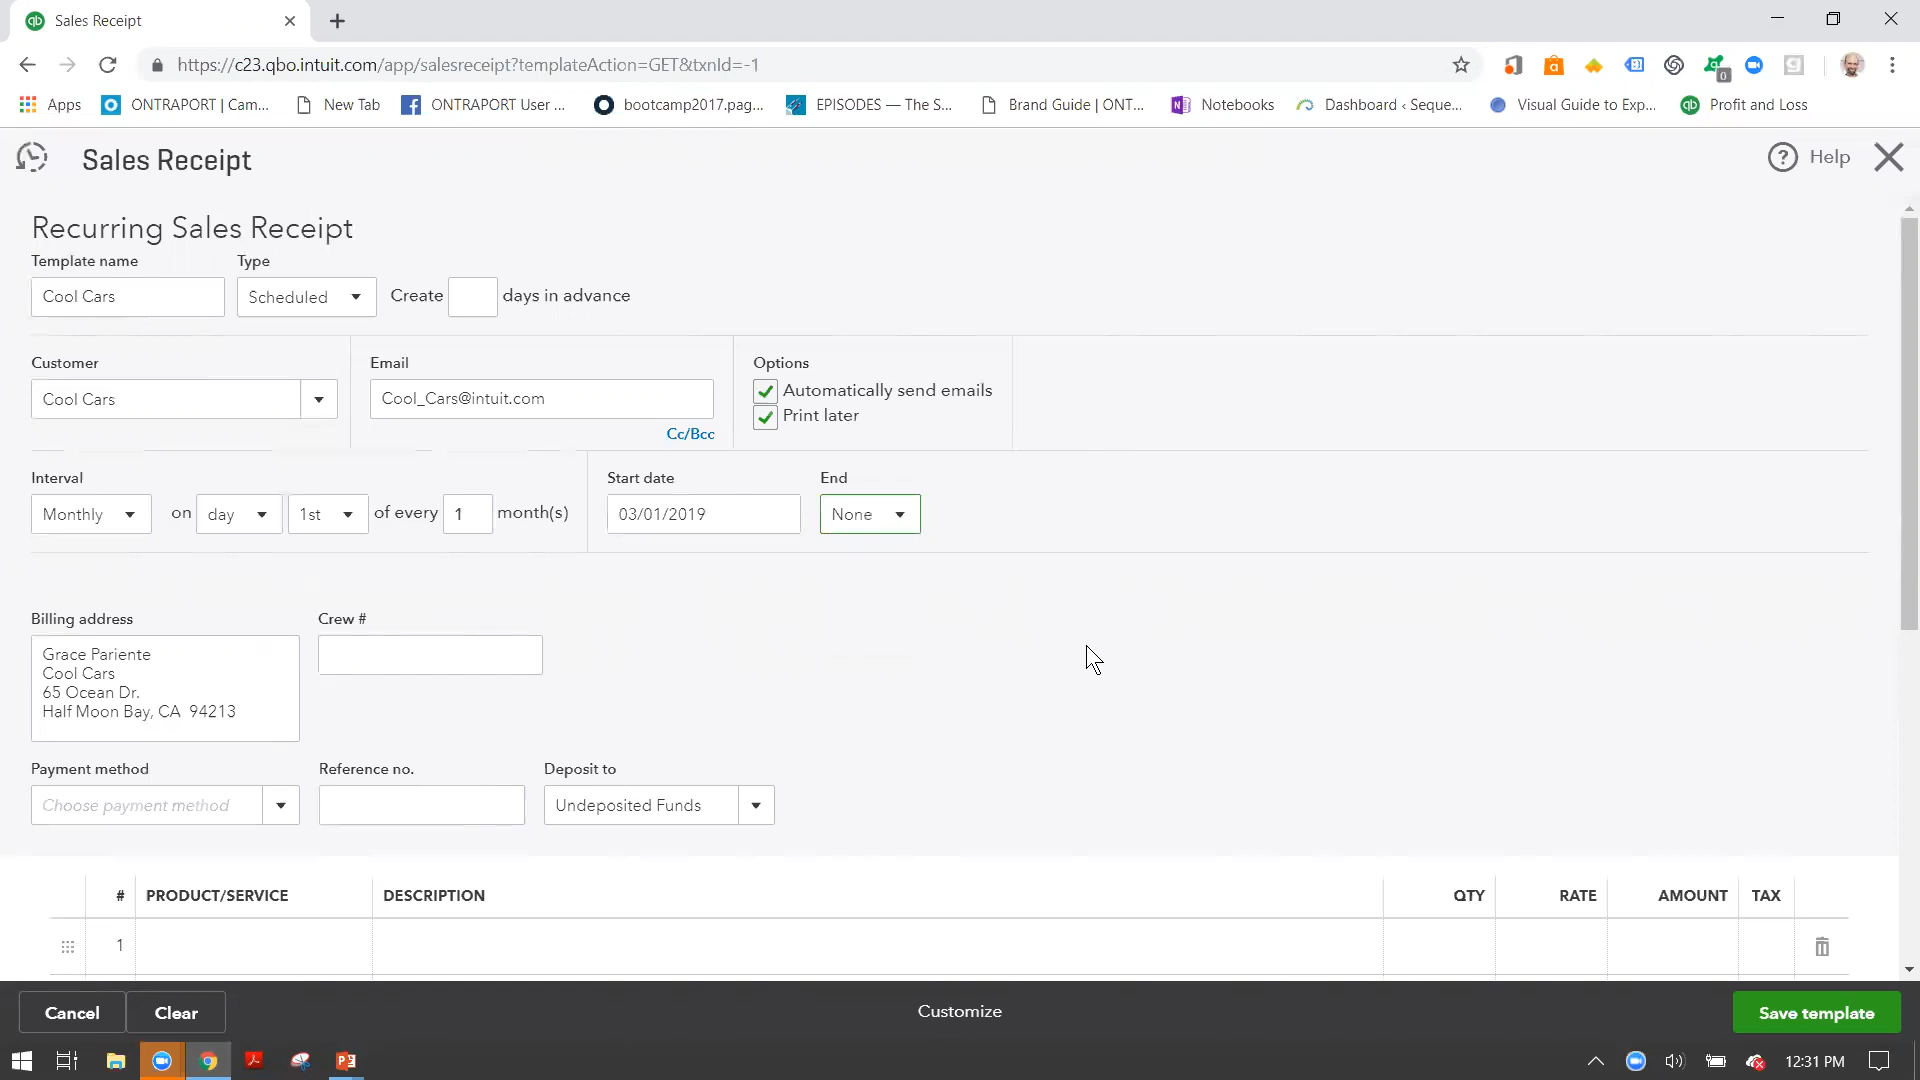 Sales Receipt
https://c23.qbo.intuit.com/app/salesreceipt?templateAction=GET&txnId=-1
0
Apps ONTRAPORT | Cam... New Tab ONTRAPORT User ... bootcamp2017.pag... EPISODES — The S... Brand Guide | ONT... Notebooks Dashboard ‹ Seque... Visual Guide to Exp... Profit and Loss
Sales Receipt
Help
Recurring Sales Receipt
Template name Type
Cool Cars Scheduled Create days in advance
Customer Email Options
Cool Cars Cool_Cars@intuit.com Automatically send emails
Print later
Cc/Bcc
Interval Start date End
Monthly on day 1st of every 1 month(s) 03/01/2019 None
Billing address Crew #
Grace Pariente
Cool Cars
65 Ocean Dr.
Half Moon Bay, CA 94213
Payment method Reference no. Deposit to
Choose payment method Undeposited Funds
# PRODUCT/SERVICE DESCRIPTION QTY RATE AMOUNT TAX
1
Cancel Clear Customize Save template
12:31 PM